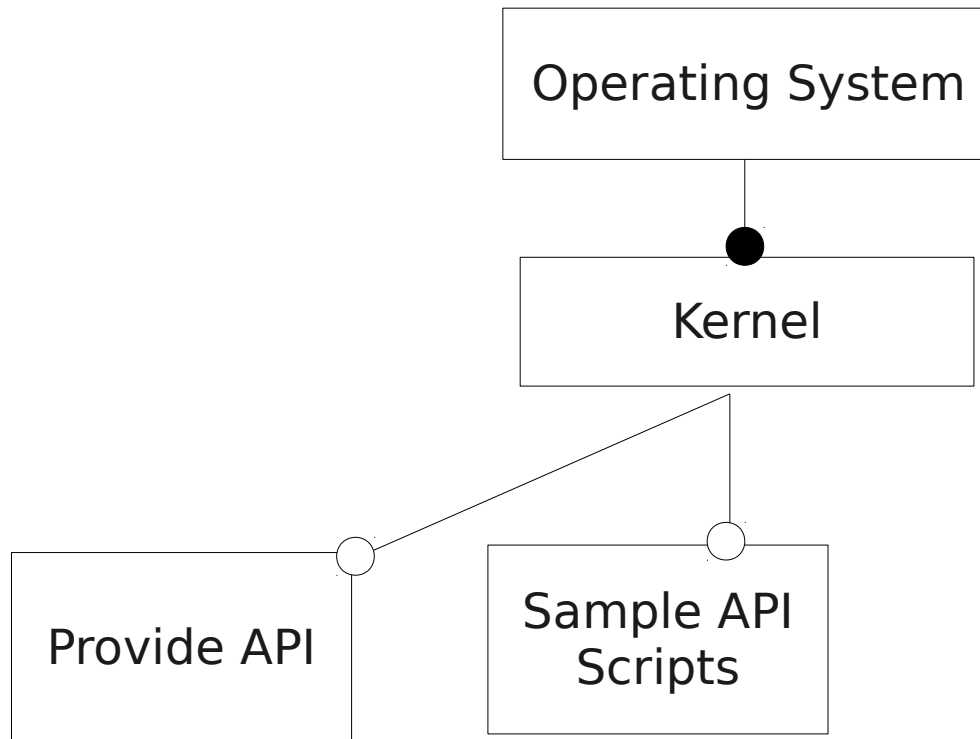 Operating System
Kernel
Provide API
Sample API
Scripts